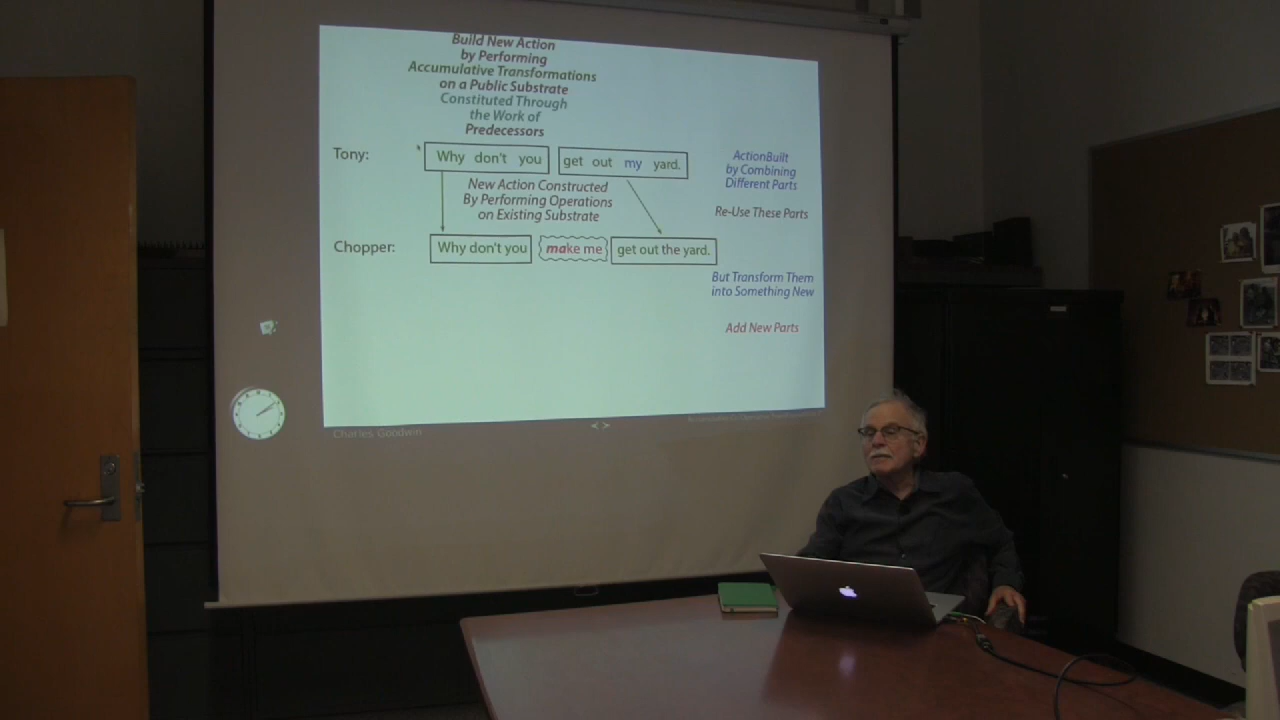 Build New Action
by Performing
Accumulative Transformations
on a Public Substrate
Constituted Through
the Work of
Predecessors
Tony:
Why don't you
get out my yard.
New Action Constructed
By Performing Operations
on Existing Substrate
Chopper:
Why don't you
make me
get out the yard.
ActionBuilt
by Combining
Different Parts
Re-Use These Parts
But Transform Them
into Something New
Add New Parts
Charles Goodwin